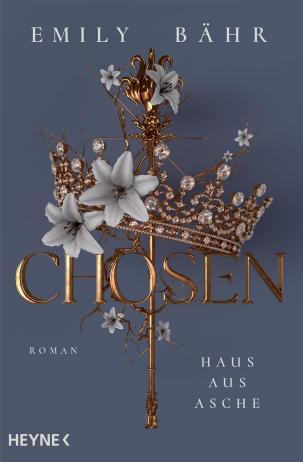 EMILY BÄHR
CHOSEN
ROMAN
HAUS
AUS
ASCHE
HEYNE